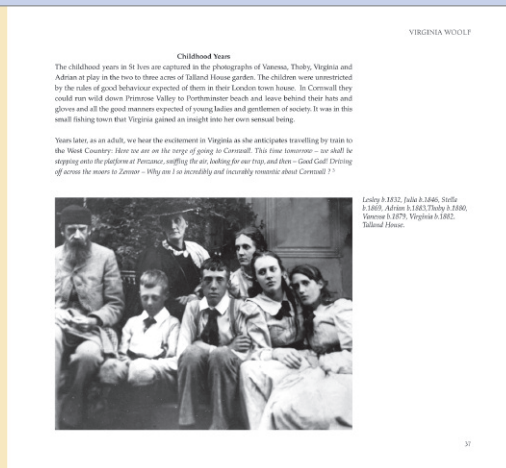 VIRGINIA WOOLF
Childhood Years
The childhood years in St Ives are captured in the photographs of Vanessa, Thoby, Virginia and
Adrian at play in the two to three acres of Talland House garden. The children were unrestricted
by the rules of good behaviour expected of them in their London town house. In Cornwall they
could run wild down Primrose Valley to Porthminster beach and leave behind their hats and
gloves and all the good manners expected of young ladies and gentlemen of society. It was in this
small fishing town that Virginia gained an insight into her own sensual being.
Years later, as an adult, we hear the excitement in Virginia as she anticipates travelling by train to
the West Country: Here we are on the verge of going to Cornwall. This time tomorrow – we shall be
stepping onto the platform at Penzance, sniffing the air, looking for our trap, and then – Good God! Driving
off across the moors to Zennor – Why am I so incredibly and incurably romantic about Cornwall ?
Lesley b.1832, Julia b.1846, Stella
b.1869, Adrian b.1883,Thoby b.1880,
Vanessa b.1879, Virginia b.1882.
Talland House.
37